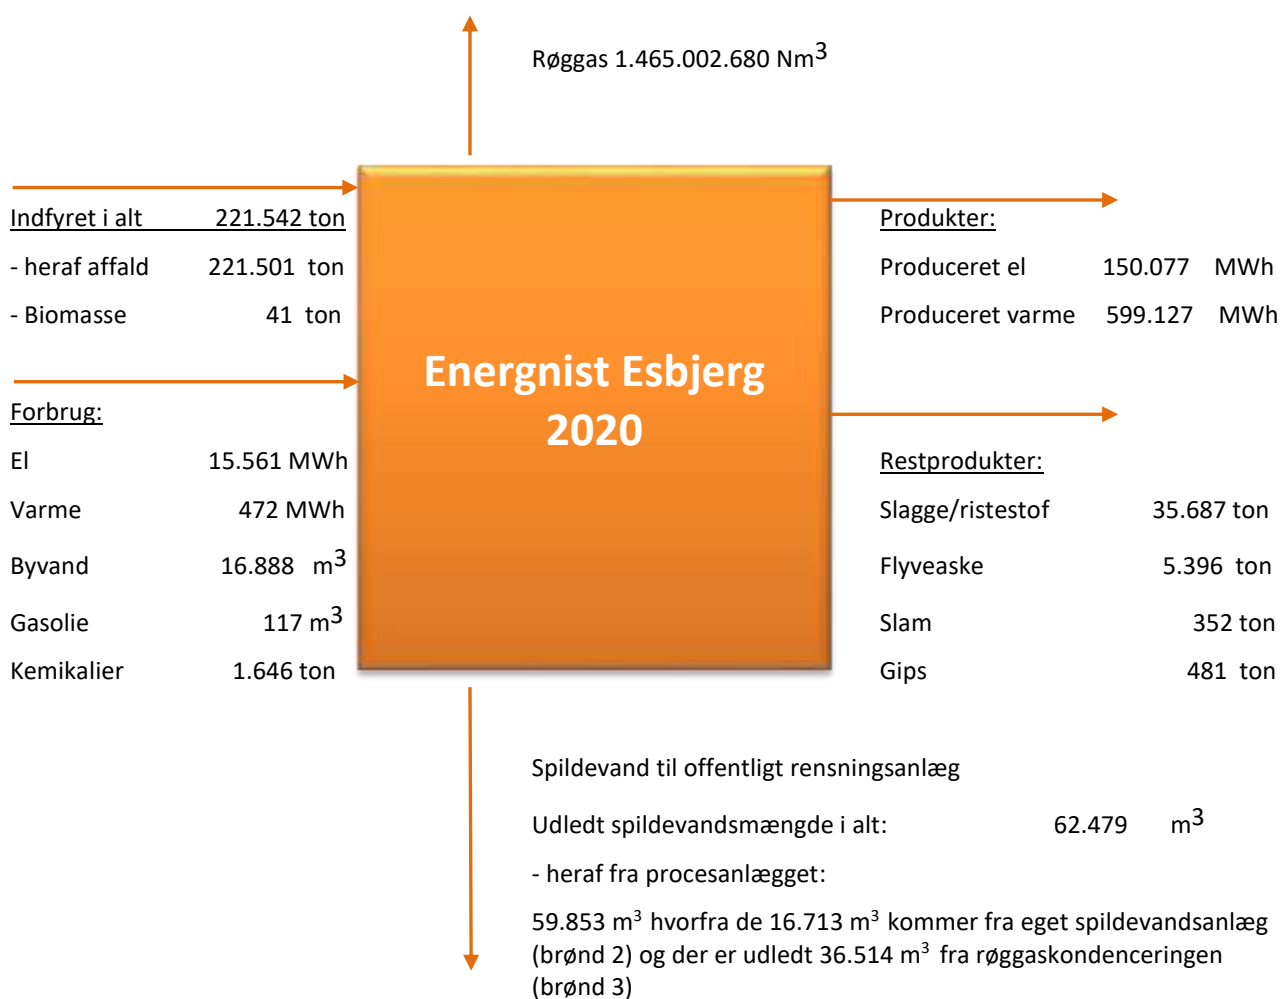 Røggas 1.465.002.680 Nm³
Indfyret i alt 221.542 ton
- heraf affald 221.501 ton
- Biomasse 41 ton
Forbrug:
El 15.561 MWh
Varme 472 MWh
Byvand 16.888 m³
Gasolie 117 m³
Kemikalier 1.646 ton
Energnist Esbjerg
2020
Produkter:
Produceret el 150.077 MWh
Produceret varme 599.127 MWh
Restprodukter:
Slagge/ristestof 35.687 ton
Flyveaske 5.396 ton
Slam 352 ton
Gips 481 ton
Spildevand til offentligt rensningsanlæg
Udledt spildevandsmængde i alt: 62.479 m³
- heraf fra procesanlægget:
59.853 m³ hvorfra de 16.713 m³ kommer fra eget spildevandsanlæg
(brønd 2) og der er udledt 36.514 m³ fra røggaskondenceringen
(brønd 3)